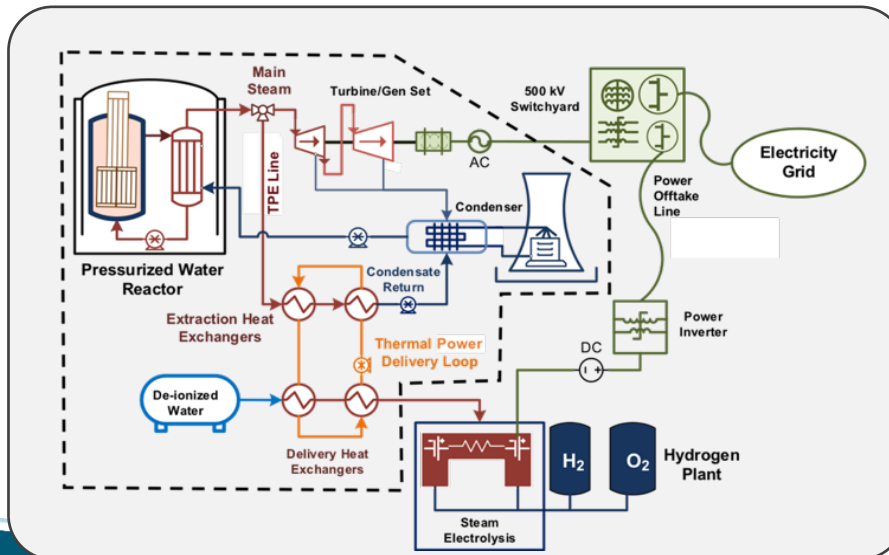 Main
Steam
Turbine/Gen Set
500 kV
Switchyard
AC
Electricity
Grid
TPE Line
Power
Offtake
Line
Condenser
Pressurized Water
Reactor
Condensate
Return
Extraction Heat
Exchangers
Thermal Power
Delivery Loop
Power
Inverter
DC
De-ionized
Water
Delivery Heat
Exchangers
H2
O2
Hydrogen
Plant
Steam
Electrolysis